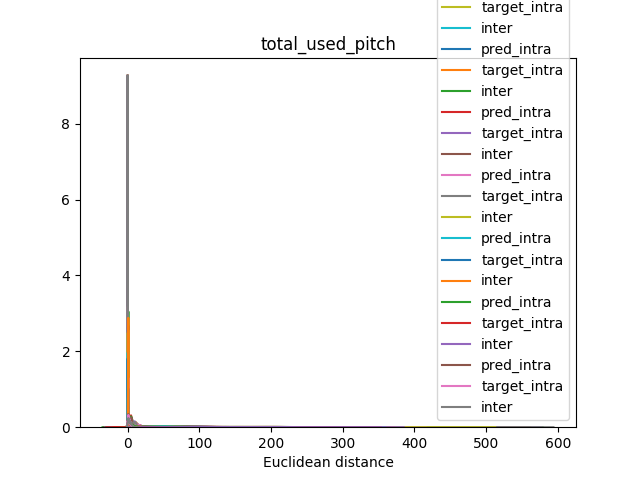 total_used_pitch
target_intra
inter
pred_intra
target_intra
inter
pred_intra
target_intra
inter
pred_intra
target_intra
inter
pred_intra
target_intra
inter
pred_intra
target_intra
inter
pred_intra
target_intra
inter
8
6
4
2
0
0 100 200 300 400 500 600
Euclidean distance